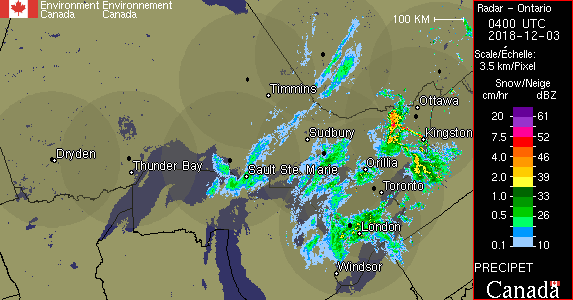 Environment Environnement
Canada Canada
100 KM
Timmins
Ottawa
Sudbury
Kingston
Dryden
Thunder Bay
Sault Ste. Marie
Orillia
Toronto
London
Windsor
Radar - Ontario
0400 UTC
2018-12-03
Scale/Échelle:
3.5 km/Pixel
Snow/Neige
cm/hr dBZ
20 61
7.5 52
4.0 46
2.0 39
1.0 33
0.5 26
0.1 10
PRECIPET
Canada